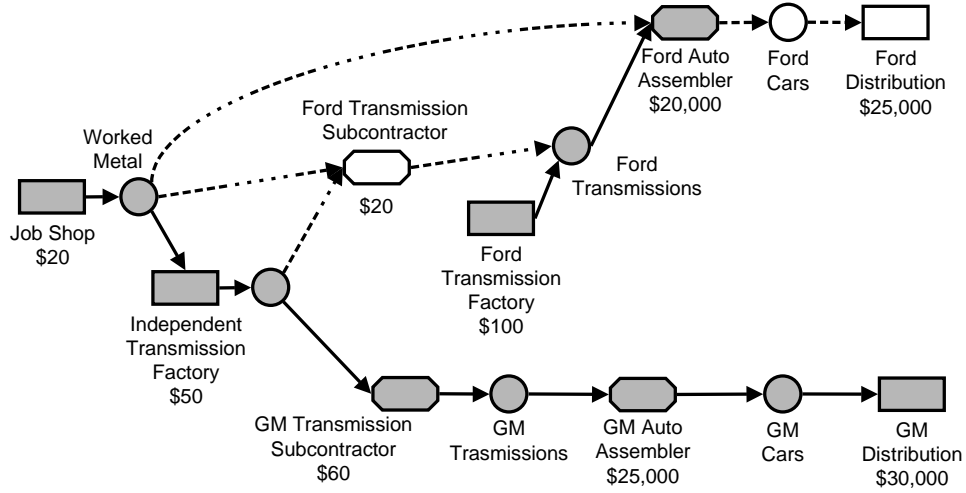 Ford Auto
Assembler
$20,000
Ford
Cars
Ford
Distribution
$25,000
Ford Transmission
Subcontractor
$20
Worked
Metal
Ford
Transmissions
Job Shop
$20
Ford
Transmission
Factory
$100
Independent
Transmission
Factory
$50
GM Transmission
Subcontractor
$60
GM
Trasmissions
GM Auto
Assembler
$25,000
GM
Cars
GM
Distribution
$30,000